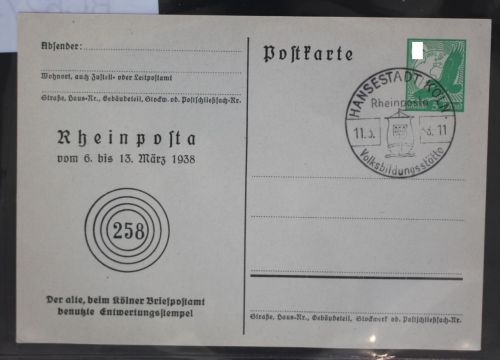 Absender:
Wohnort, auch Zustell- oder Leitpostamt
Straße, Haus-Nr., Gebäudeteil, Stockw. od. Postschließfach-Nr.
Rheinposta
vom 6. bis 13. März 1938
258
Der alte, beim Kölner Briefpostamt
benutzte Entwertungsstempel
Postkarte
HANSESTADT KÖLN
Rheinposta
11.3.
Volksbildungsstätte
Straße, Haus-Nr., Gebäudeteil, Stockwerk od. Postschließfach-Nr.